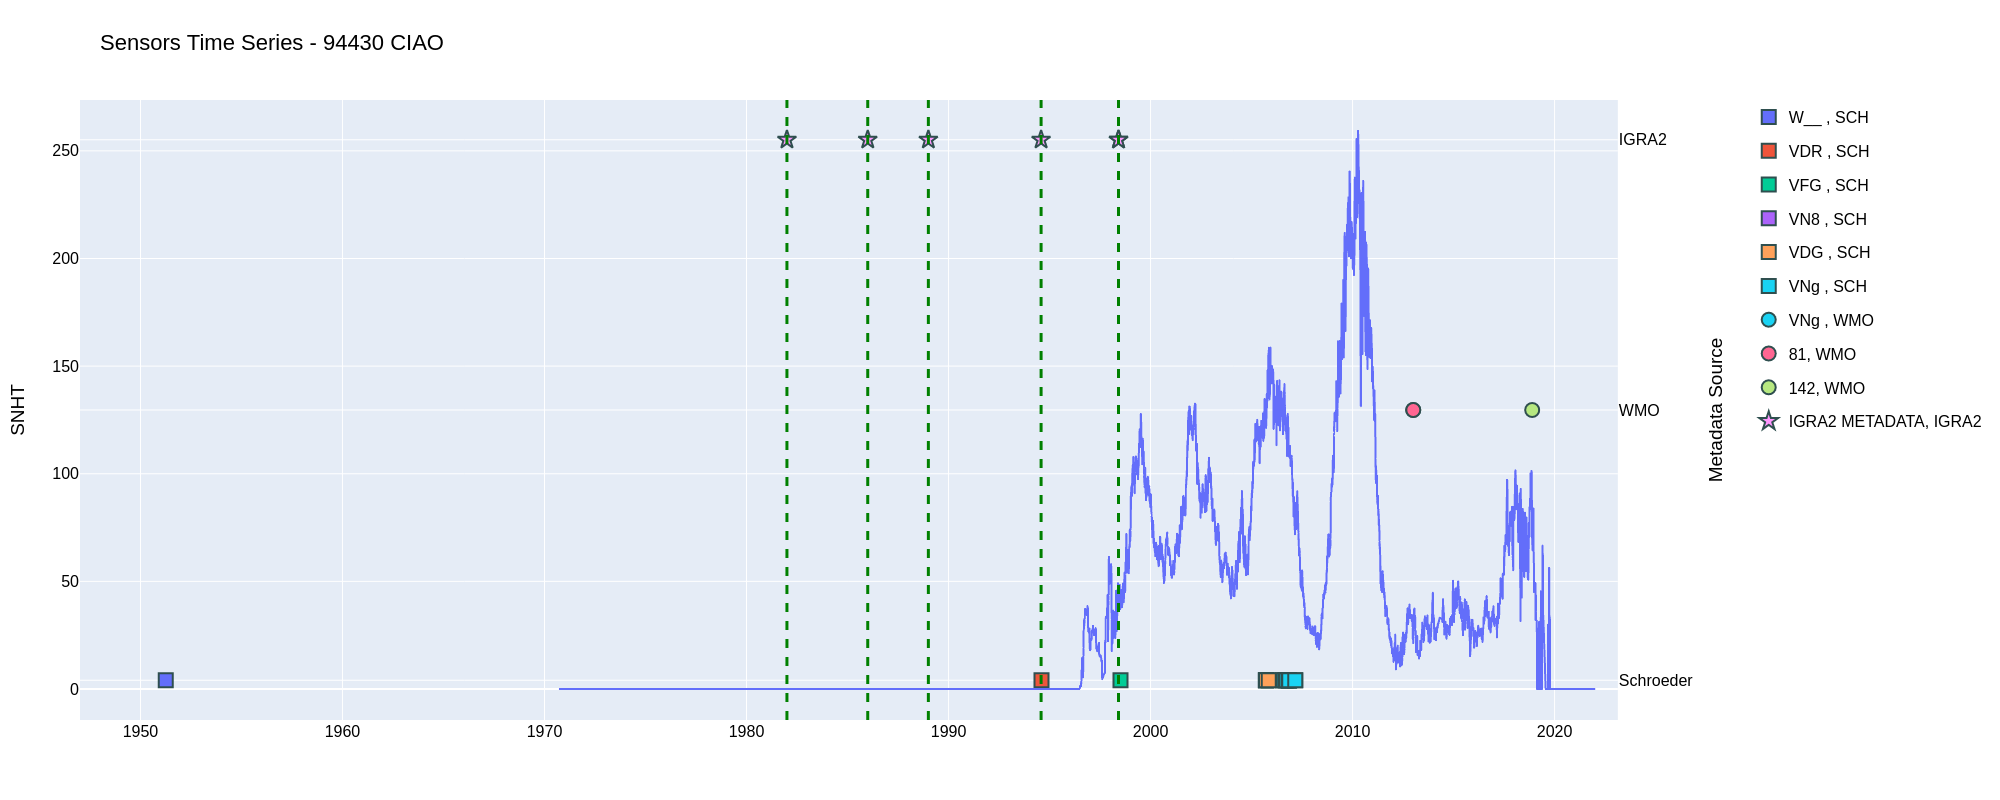 Sensors Time Series - 94430 CIAO
SNHT
250
200
150
100
50
0
1950
1960
1970
1980
1990
2000
2010
2020
IGRA2
WMO
Schroeder
Metadata Source
W__ , SCH
VDR , SCH
VFG , SCH
VN8 , SCH
VDG , SCH
VNg , SCH
VNg , WMO
81, WMO
142, WMO
IGRA2 METADATA, IGRA2